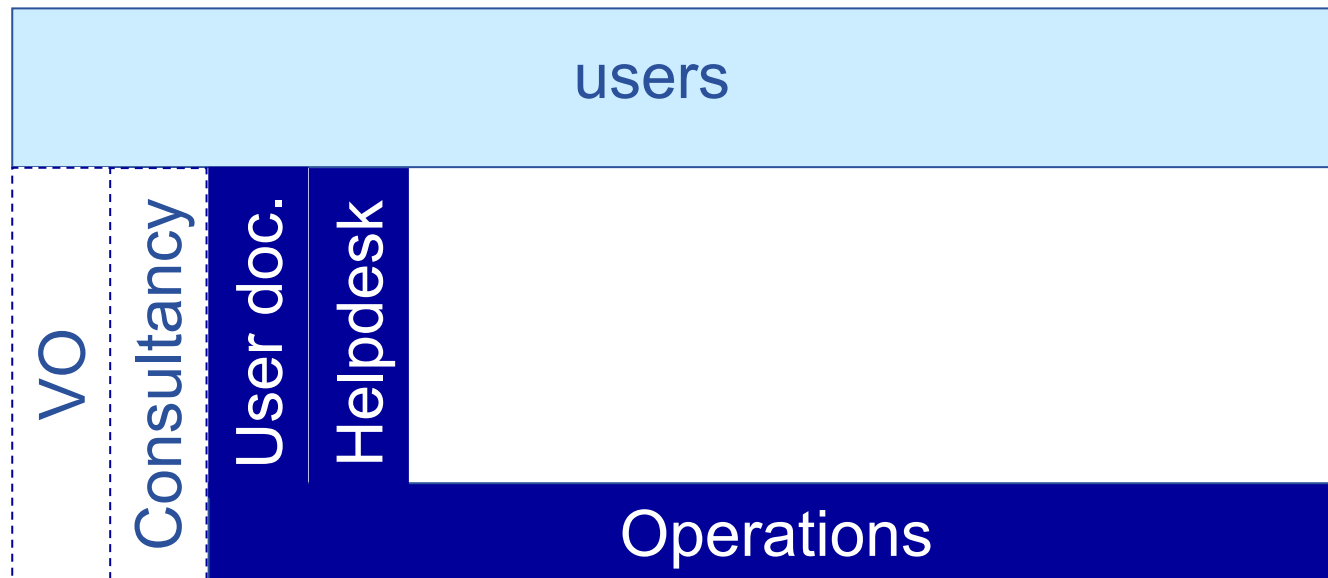 users
VO
Consultancy
User doc.
Helpdesk
Operations